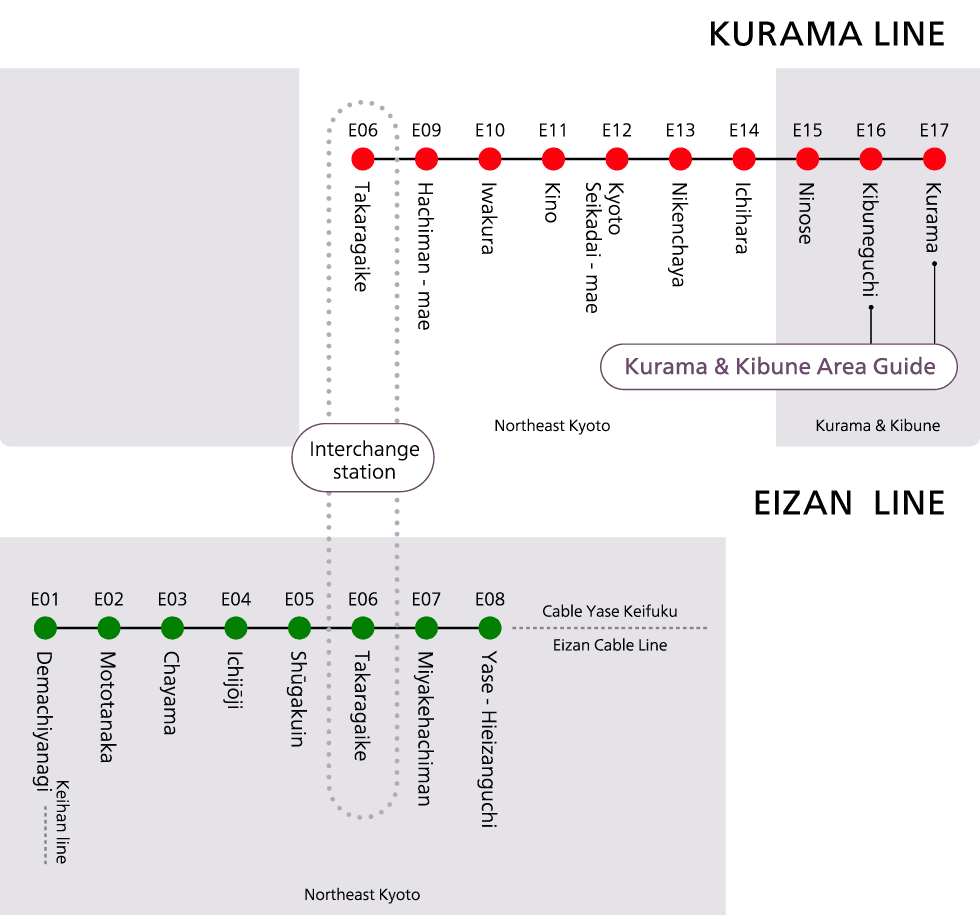 KURAMA LINE
E06
E09
E10
E11
E12
E13
E14
E15
E16
E17
Takaragaike
Hachiman - mae
Iwakura
Kino
Kyoto
Seikadai - mae
Nikenchaya
Ichihara
Ninose
Kibuneguchi
Kurama
Kurama & Kibune Area Guide
Northeast Kyoto
Kurama & Kibune
Interchange
station
EIZAN LINE
E01
E02
E03
E04
E05
E06
E07
E08
Cable Yase Keifuku
Eizan Cable Line
Demachiyanagi
Mototanaka
Chayama
Ichijōji
Shūgakuin
Takaragaike
Miyakehachiman
Yase - Hieizanguchi
Keihan line
Northeast Kyoto